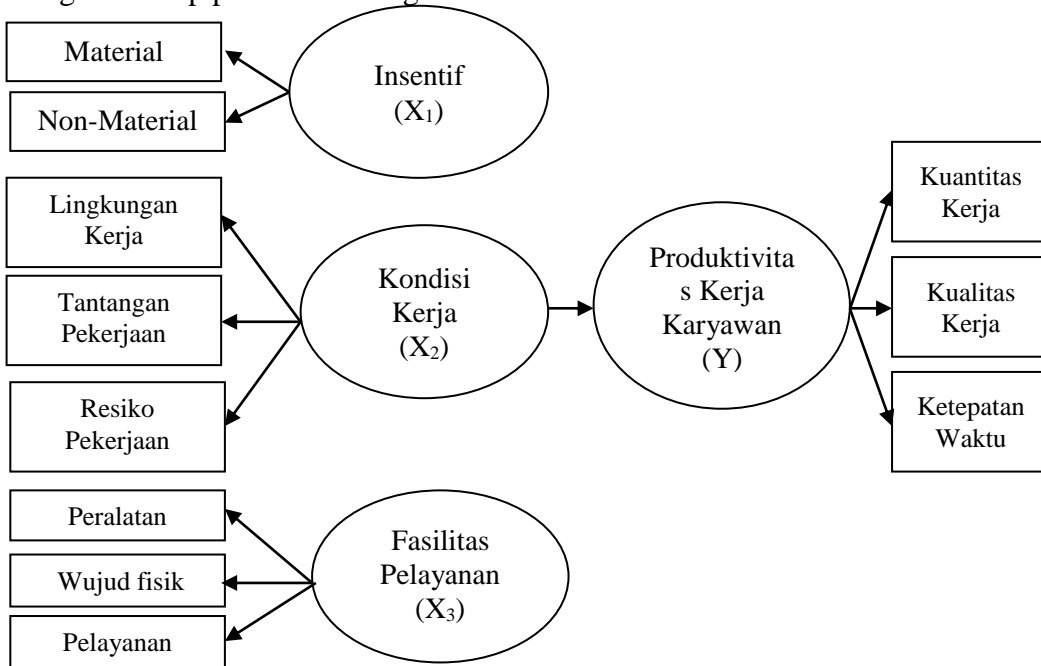 Material
Non-Material
Insentif
(X₁)
Lingkungan
Kerja
Tantangan
Pekerjaan
Resiko
Pekerjaan
Kondisi
Kerja
(X₂)
Produktivita
s Kerja
Karyawan
(Y)
Kuantitas
Kerja
Kualitas
Kerja
Ketepatan
Waktu
Peralatan
Wujud fisik
Pelayanan
Fasilitas
Pelayanan
(X₃)